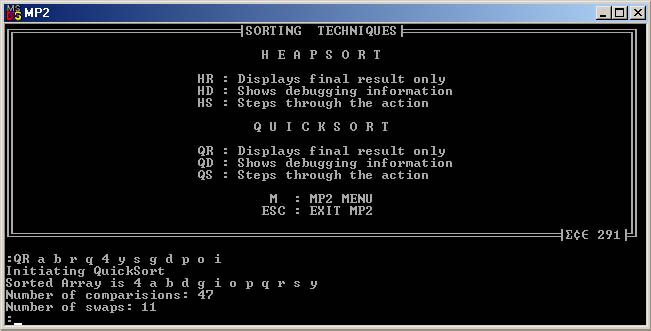 MP2
SORTING TECHNIQUES
H E A P S O R T
HR : Displays final result only
HD : Shows debugging information
HS : Steps through the action
Q U I C K S O R T
QR : Displays final result only
QD : Shows debugging information
QS : Steps through the action
M : MP2 MENU
ESC : EXIT MP2
Σ¢∈ 291
:QR a b r q 4 y s g d p o i
Initiating QuickSort
Sorted Array is 4 a b d g i o p q r s y
Number of comparisions: 47
Number of swaps: 11
:_